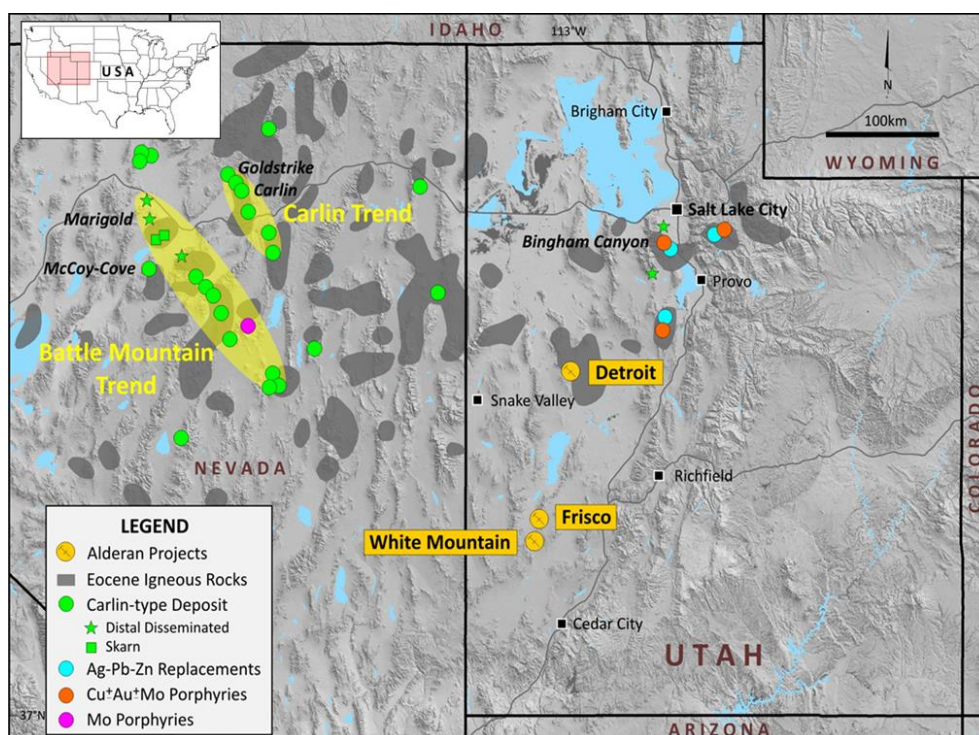 IDAHO
113°W
USA
N
100km
WYOMING
Brigham City
Goldstrike
Carlin
Carlin Trend
Marigold
Salt Lake City
Bingham Canyon
McCoy-Cove
Provo
Battle Mountain
Trend
Detroit
Snake Valley
COLORADO
NEVADA
Richfield
Frisco
White Mountain
LEGEND
Alderan Projects
Eocene Igneous Rocks
Carlin-type Deposit
Distal Disseminated
Skarn
Ag-Pb-Zn Replacements
Cu⁺Au⁺Mo Porphyries
Mo Porphyries
Cedar City
UTAH
37°N
ARIZONA